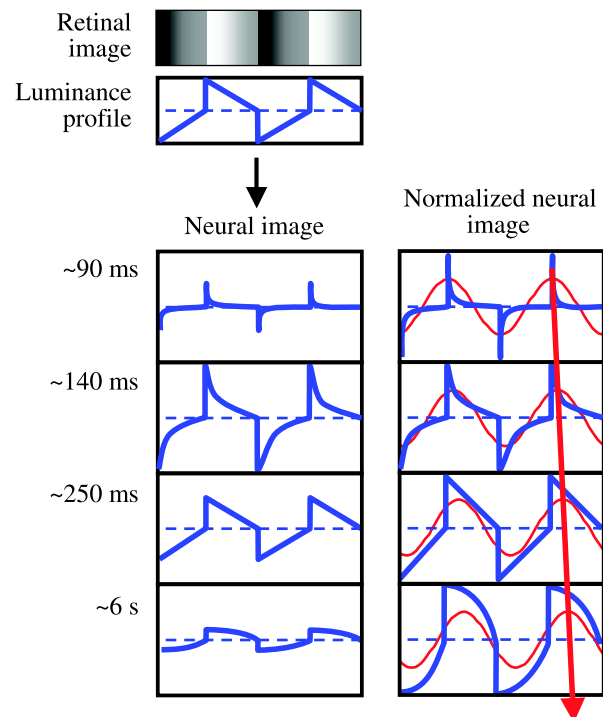 Retinal
image
Luminance
profile
Neural image
Normalized neural
image
~90 ms
~140 ms
~250 ms
~6 s